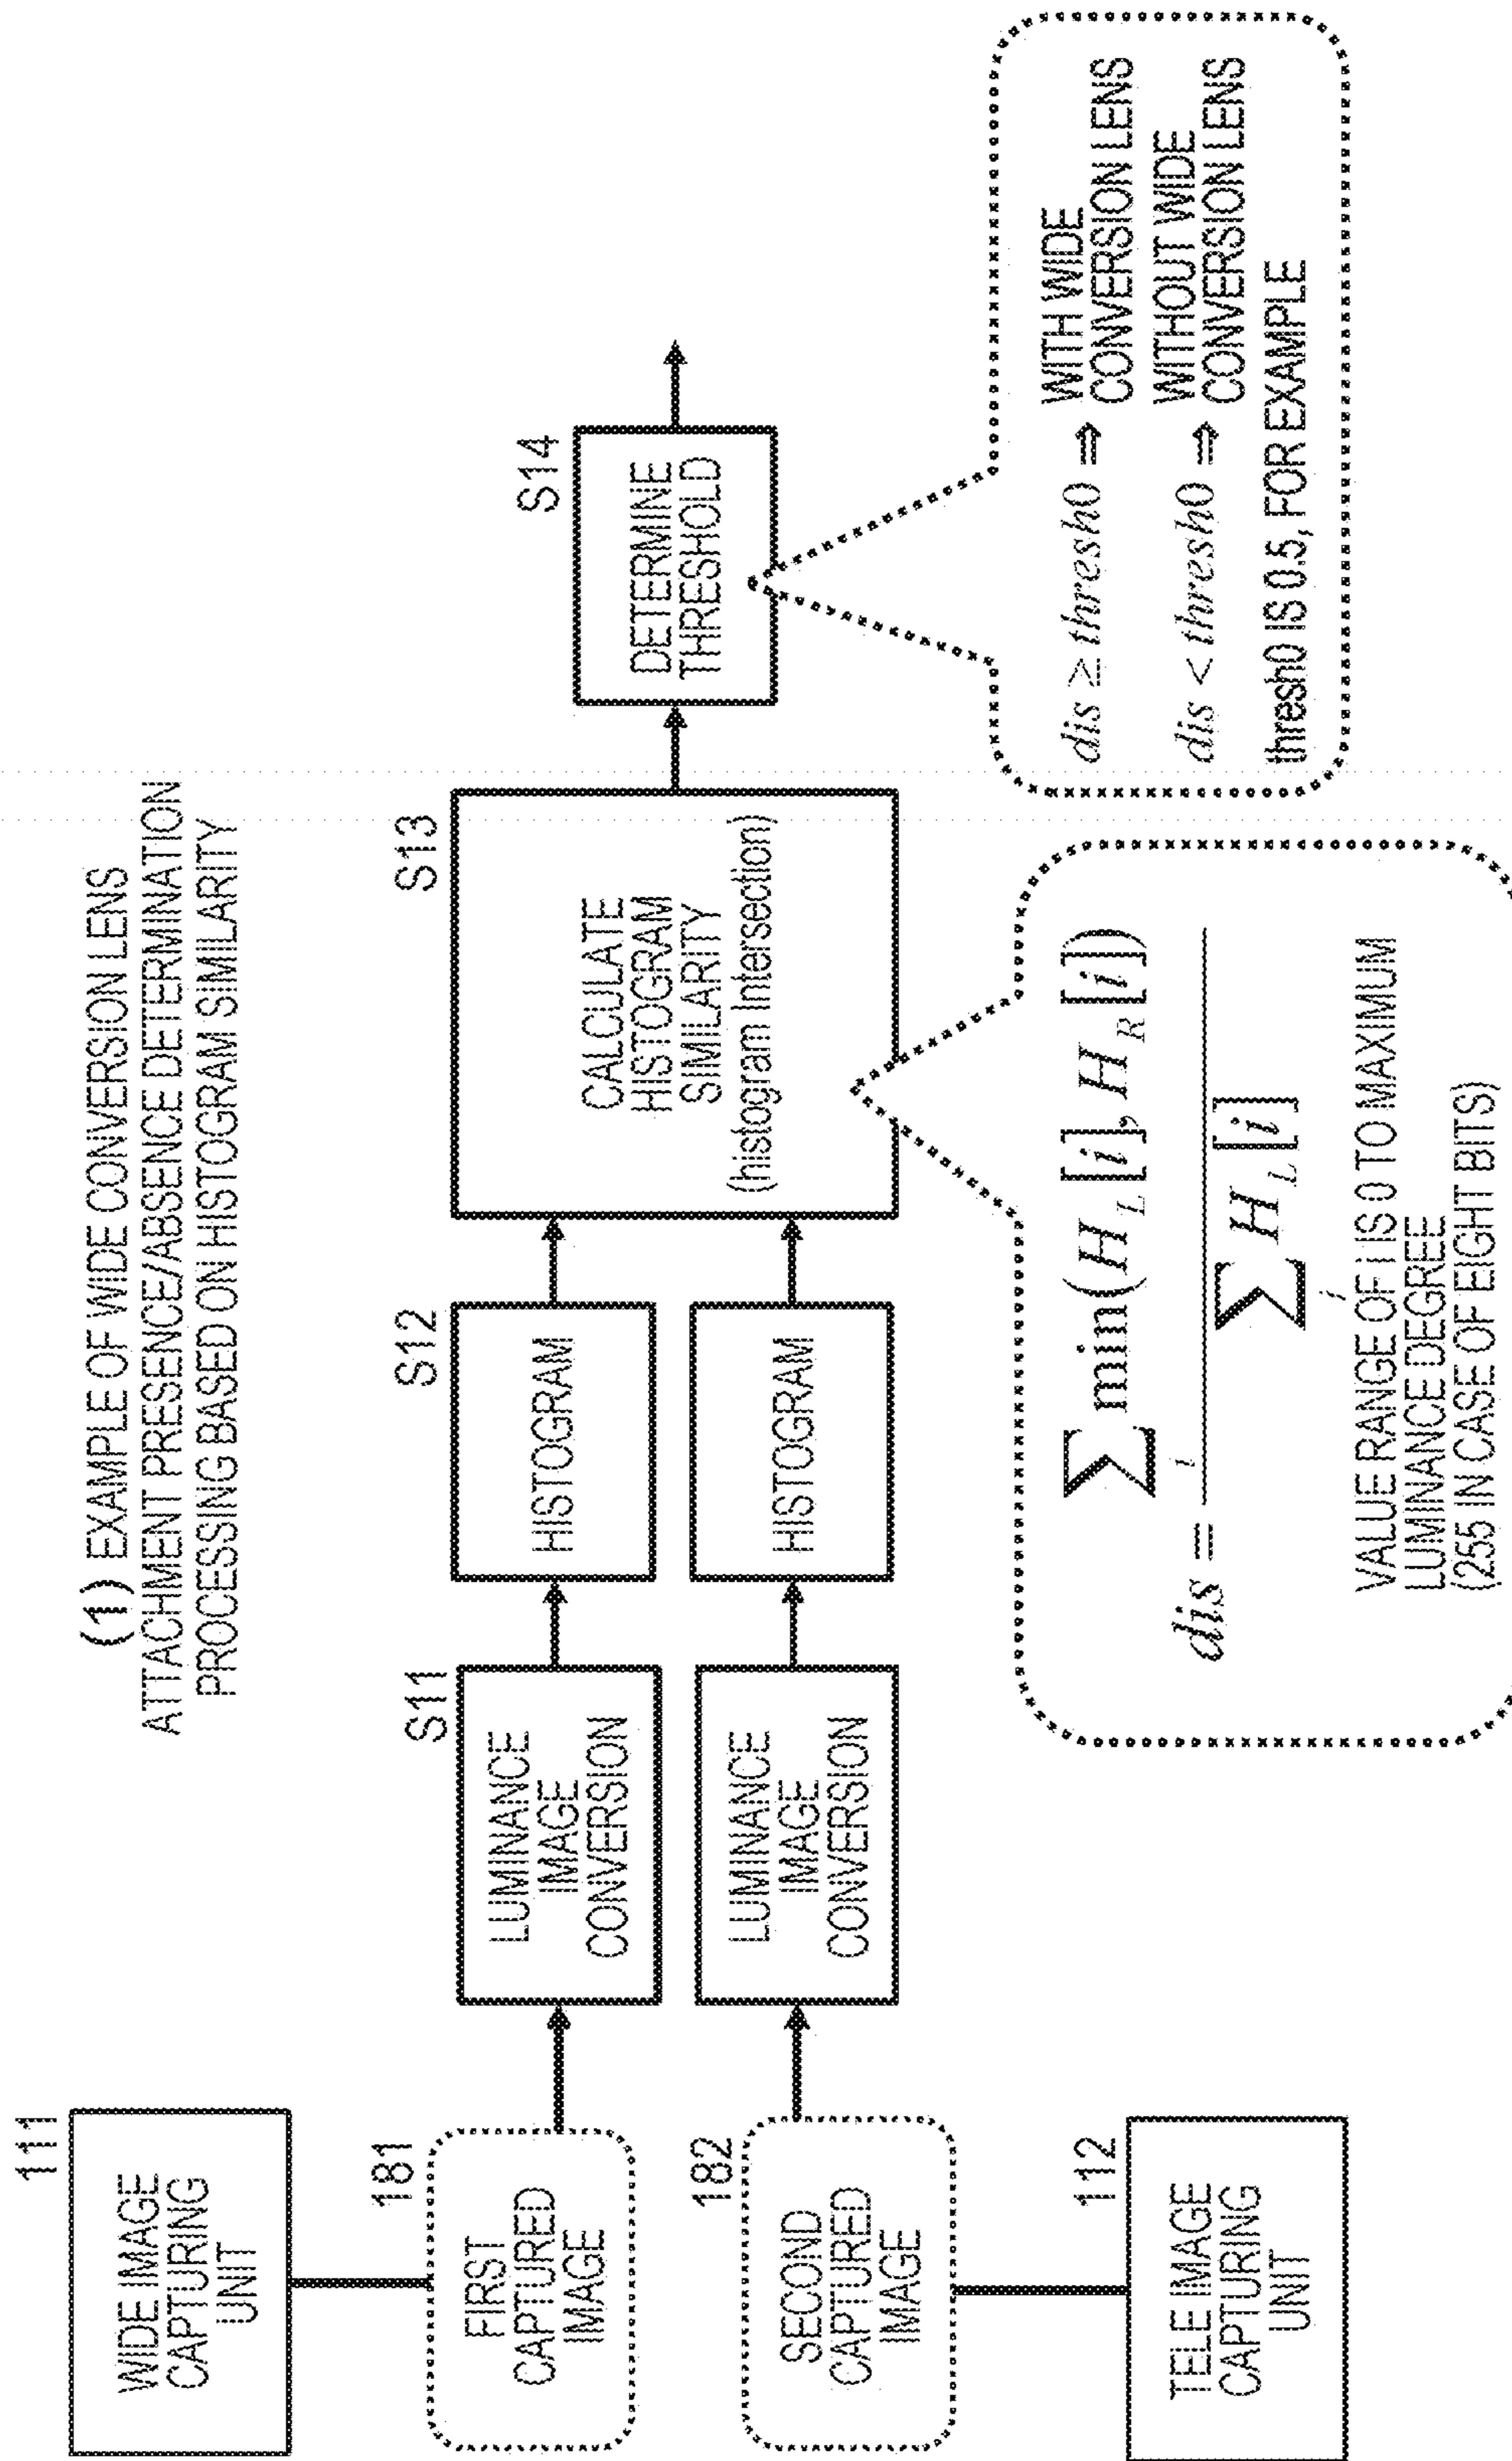 (1) EXAMPLE OF WIDE CONVERSION LENS
ATTACHMENT PRESENCE/ABSENCE DETERMINATION
PROCESSING BASED ON HISTOGRAM SIMILARITY
111
WIDE IMAGE
CAPTURING
UNIT
181
FIRST
CAPTURED
IMAGE
182
SECOND
CAPTURED
IMAGE
112
TELE IMAGE
CAPTURING
UNIT
S11
LUMINANCE
IMAGE
CONVERSION
LUMINANCE
IMAGE
CONVERSION
S12
HISTOGRAM
HISTOGRAM
S13
CALCULATE
HISTOGRAM
SIMILARITY
(histogram Intersection)
S14
DETERMINE
THRESHOLD
∑ min(H_L[i], H_R[i])
i
dis =
∑ H_L[i]
i
VALUE RANGE OF i IS 0 TO MAXIMUM
LUMINANCE DEGREE
(255 IN CASE OF EIGHT BITS)
dis ≥ thresh0 ⇒ WITH WIDE
CONVERSION LENS
dis < thresh0 ⇒ WITHOUT WIDE
CONVERSION LENS
thresh0 IS 0.5, FOR EXAMPLE